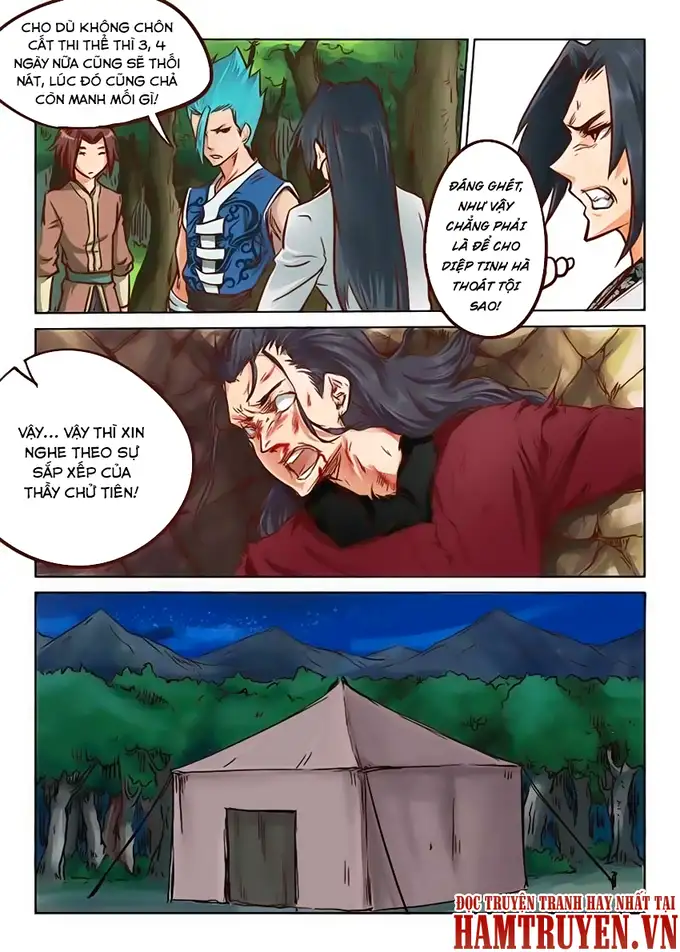 CHO DÙ KHÔNG CHÔN
CẤT THI THỂ THÌ 3, 4
NGÀY NỮA CŨNG SẼ THỐI
NÁT, LÚC ĐÓ CŨNG CHẢ
CÒN MANH MỐI GÌ!
ĐÁNG GHÉT,
NHƯ VẬY
CHẲNG PHẢI
LÀ ĐỂ CHO
DIỆP TINH HÀ
THOÁT TỘI
SAO!
VẬY... VẬY THÌ XIN
NGHE THEO SỰ
SẮP XẾP CỦA
THẦY CHỬ TIÊN!
ĐỌC TRUYỆN TRANH HAY NHẤT TẠI
HAMTRUYEN.VN